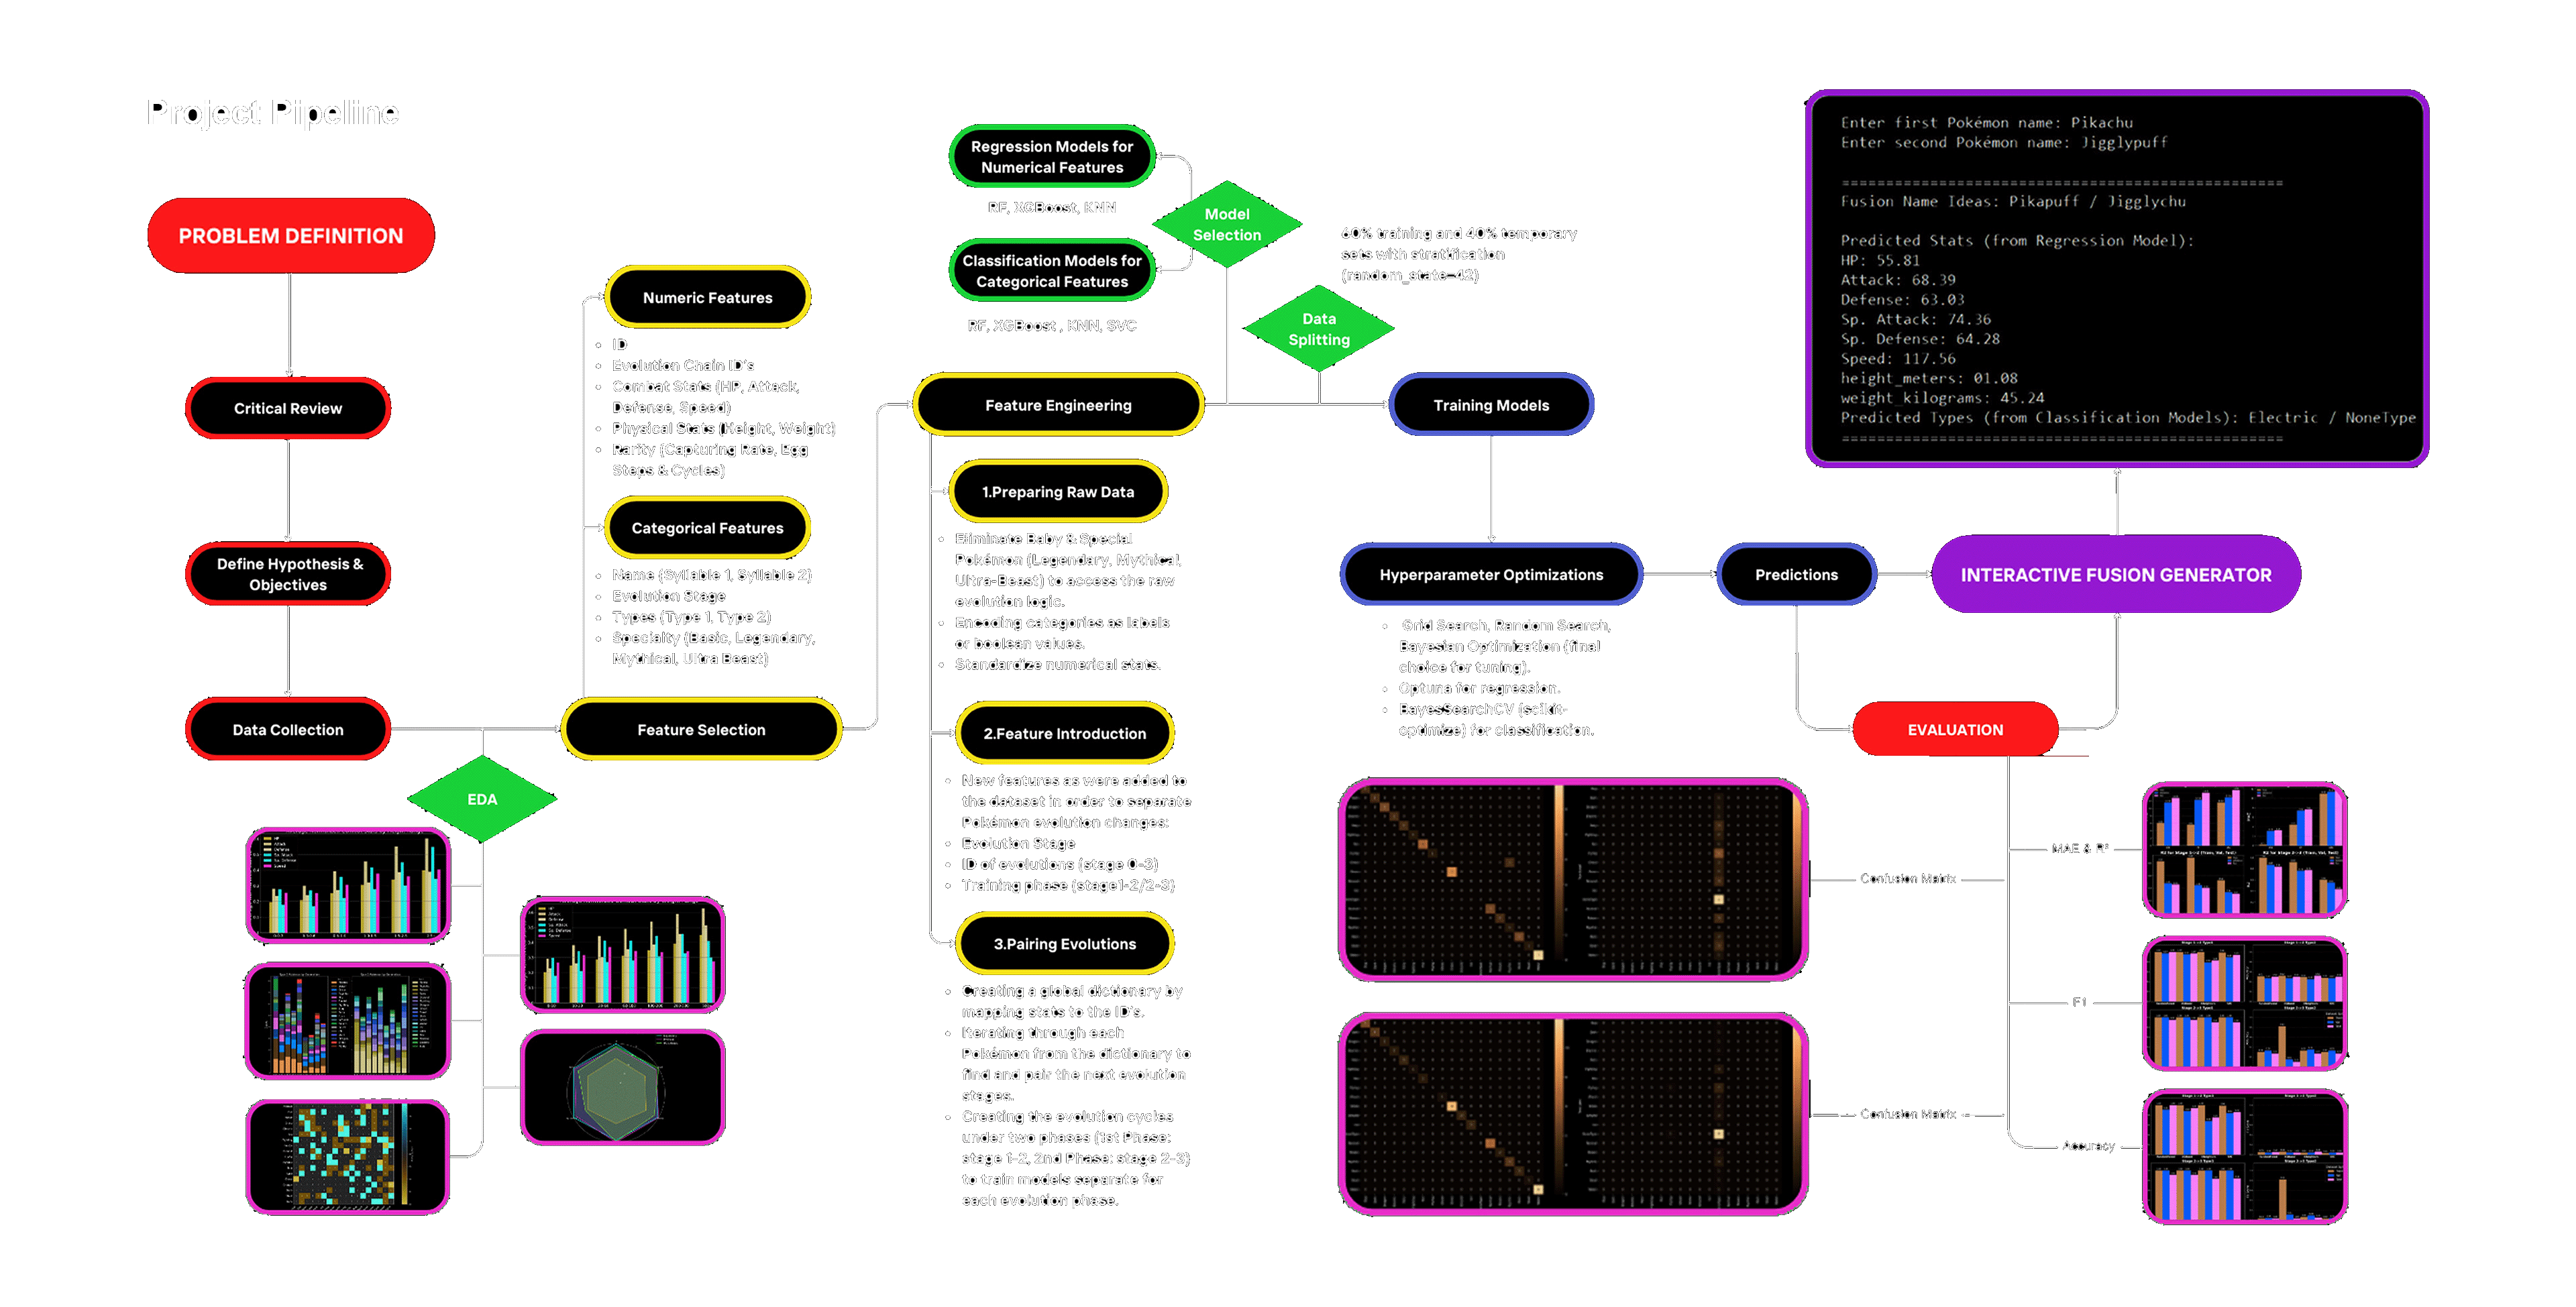 Project Pipeline
PROBLEM DEFINITION
Critical Review
Define Hypothesis &
Objectives
Data Collection
EDA
Numeric Features
ID
Evolution Chain ID's
Combat Stats (HP, Attack,
Defense, Speed)
Physical Stats (Height, Weight)
Rarity (Capturing Rate, Egg
Steps & Cycles)
Categorical Features
Name (Syllable 1, Syllable 2)
Evolution Stage
Types (Type 1, Type 2)
Specialty (Basic, Legendary,
Mythical, Ultra Beast)
Feature Selection
Regression Models for
Numerical Features
RF, XGBoost, KNN
Classification Models for
Categorical Features
RF, XGBoost , KNN, SVC
Model
Selection
60% training and 40% temporary
sets with stratification
(random_state=42)
Data
Splitting
Feature Engineering
1.Preparing Raw Data
Eliminate Baby & Special
Pokémon (Legendary, Mythical,
Ultra-Beast) to access the raw
evolution logic.
Encoding categories as labels
or boolean values.
Standardize numerical stats.
2.Feature Introduction
New features as were added to
the dataset in order to separate
Pokémon evolution changes:
Evolution Stage
ID of evolutions (stage 0-3)
Training phase (stage1-2/2-3)
3.Pairing Evolutions
Creating a global dictionary by
mapping stats to the ID's.
Iterating through each
Pokémon from the dictionary to
find and pair the next evolution
stages.
Creating the evolution cycles
under two phases (1st Phase:
stage 1-2, 2nd Phase: stage 2-3)
to train models separate for
each evolution phase.
Training Models
Hyperparameter Optimizations
Grid Search, Random Search,
Bayesian Optimization (final
choice for tuning).
Optuna for regression.
BayesSearchCV (scikit-
optimize) for classification.
Predictions
INTERACTIVE FUSION GENERATOR
EVALUATION
Enter first Pokémon name: Pikachu
Enter second Pokémon name: Jigglypuff
==================================================
Fusion Name Ideas: Pikapuff / Jigglychu
Predicted Stats (from Regression Model):
HP: 55.81
Attack: 68.39
Defense: 63.03
Sp. Attack: 74.36
Sp. Defense: 64.28
Speed: 117.56
height_meters: 01.08
weight_kilograms: 45.24
Predicted Types (from Classification Models): Electric / NoneType
==================================================
Confusion Matrix
Confusion Matrix
MAE & R²
F1
Accuracy